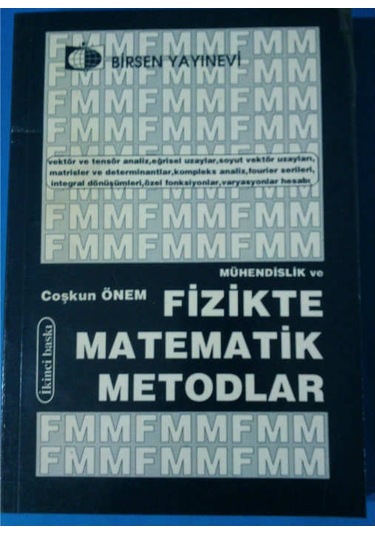 FMMFMMFMM
BİRSEN YAYINEVİ
FMMFMMFMM
FMMFMMFMM
FMMFMMFMM
vektör ve tensör analiz,eğrisel uzaylar,soyut vektör uzayları,
matrisler ve determinantlar,kompleks analiz,fourier serileri,
integral dönüşümleri,özel fonksiyonlar,varyasyonlar hesabı
FMMFMMFMM
FMMFMMFMM
MÜHENDİSLİK ve
Coşkun ÖNEM
FİZİKTE
MATEMATİK
METODLAR
İkinci baskı
FMMFMMFMM
FMMFMMFMM